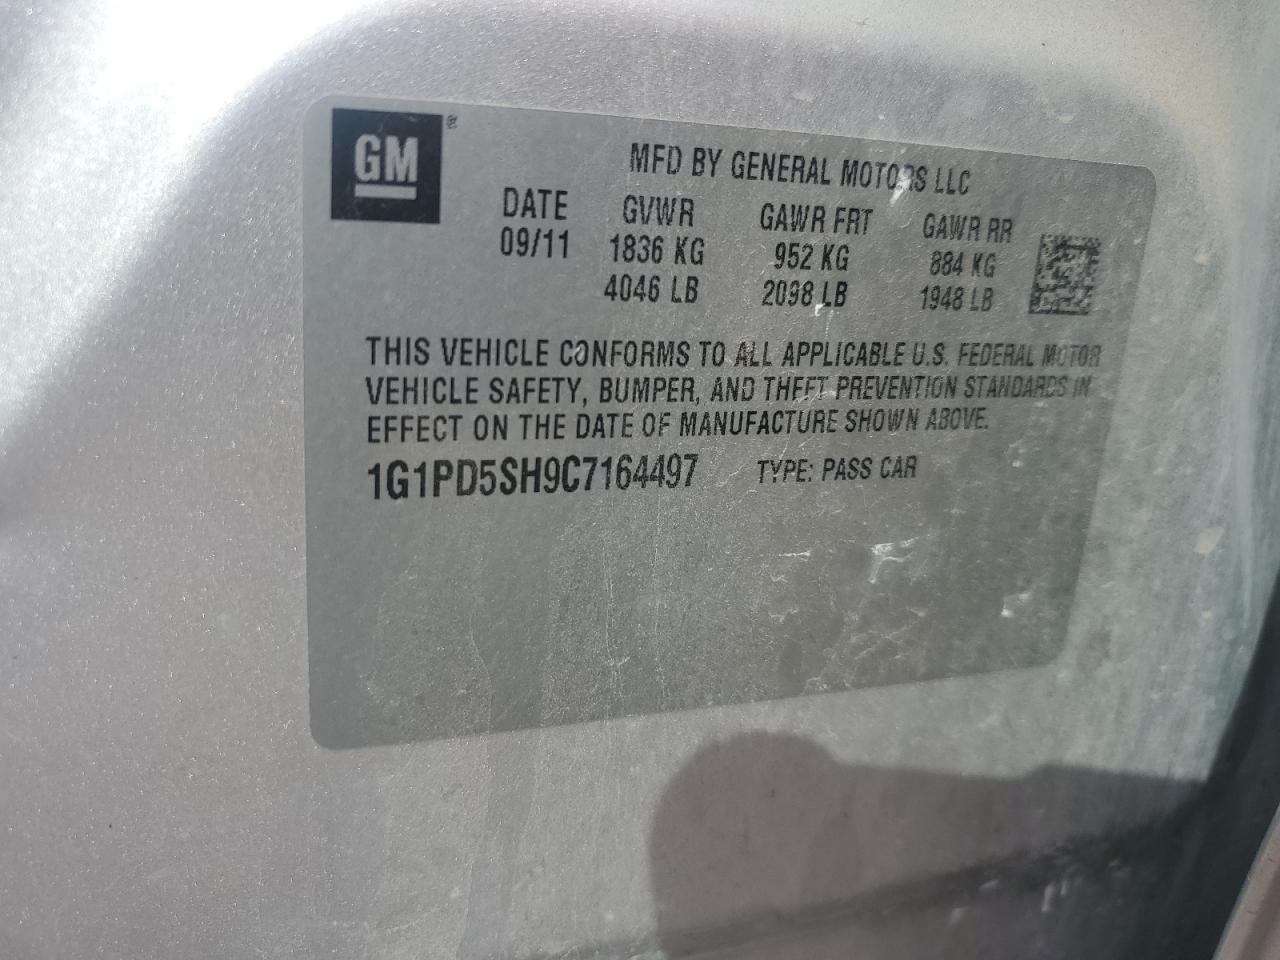 GM ®
MFD BY GENERAL MOTORS LLC
DATE GVWR GAWR FRT GAWR RR
09/11 1836 KG 952 KG 884 KG
4046 LB 2098 LB 1948 LB
THIS VEHICLE CONFORMS TO ALL APPLICABLE U.S. FEDERAL MOTOR
VEHICLE SAFETY, BUMPER, AND THEFT PREVENTION STANDARDS IN
EFFECT ON THE DATE OF MANUFACTURE SHOWN ABOVE.
1G1PD5SH9C7164497 TYPE: PASS CAR